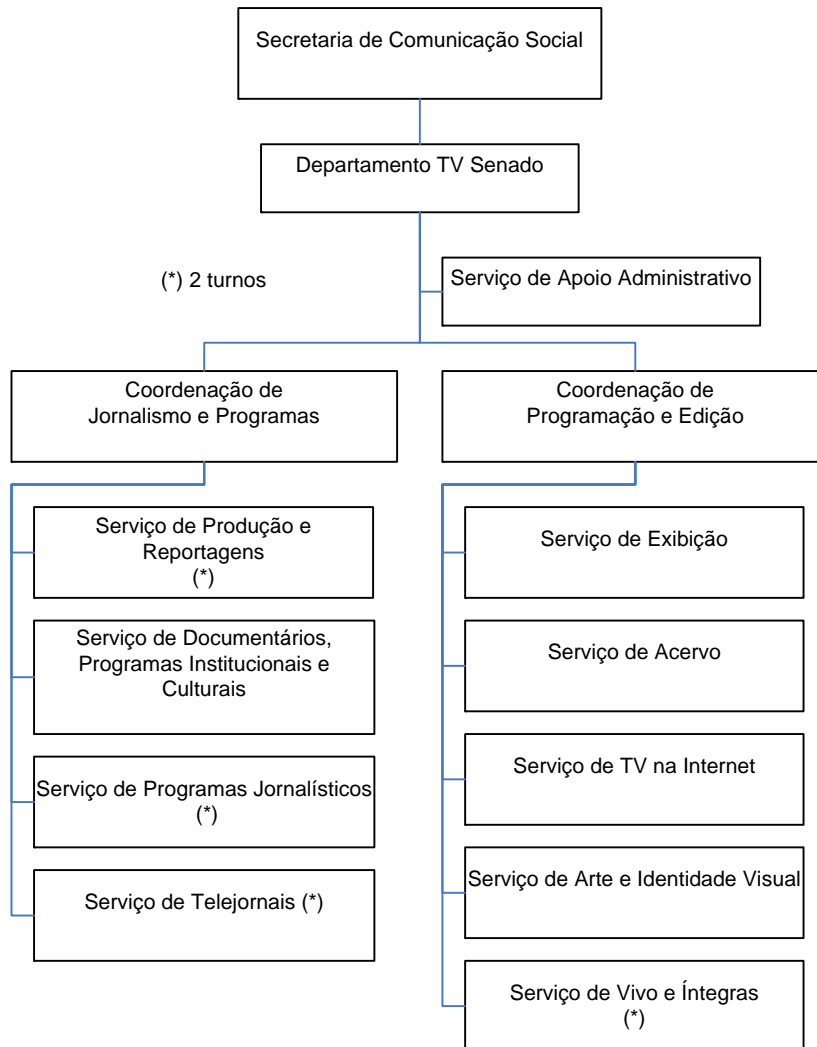 Secretaria de Comunicação Social
Departamento TV Senado
(*) 2 turnos
Serviço de Apoio Administrativo
Coordenação de
Jornalismo e Programas
Coordenação de
Programação e Edição
Serviço de Produção e
Reportagens
(*)
Serviço de Documentários,
Programas Institucionais e
Culturais
Serviço de Programas Jornalísticos
(*)
Serviço de Telejornais (*)
Serviço de Exibição
Serviço de Acervo
Serviço de TV na Internet
Serviço de Arte e Identidade Visual
Serviço de Vivo e Íntegras
(*)